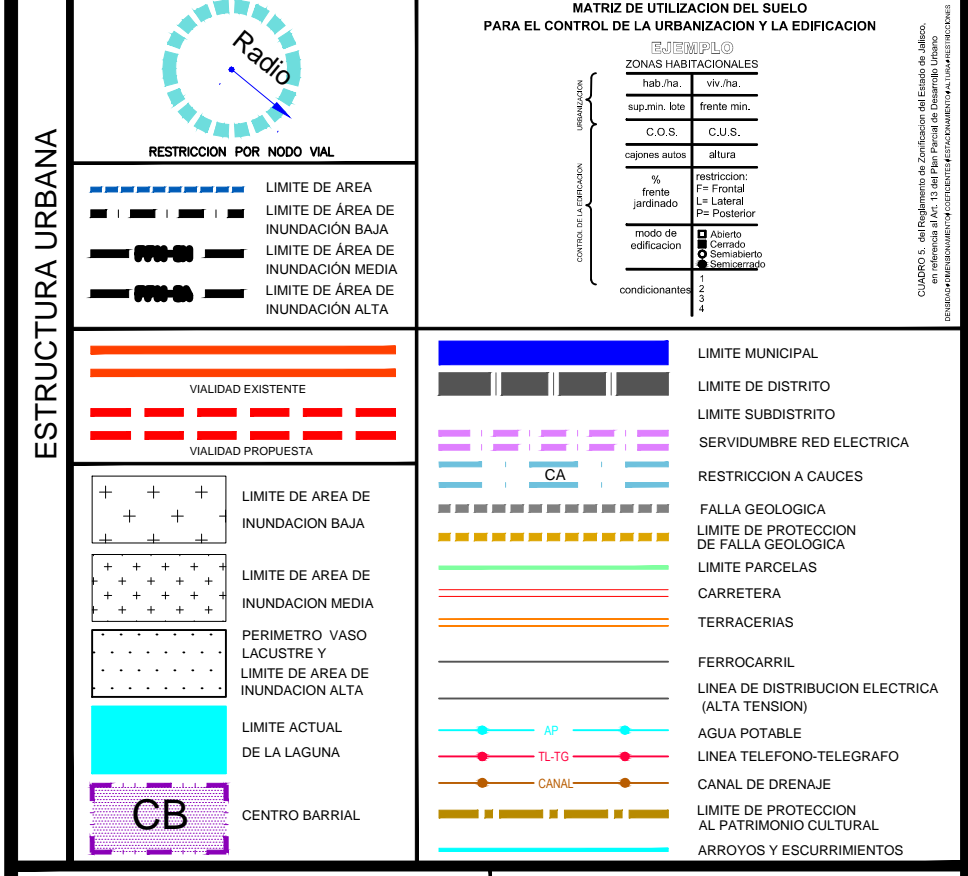 ESTRUCTURA URBANA
Radio
RESTRICCION POR NODO VIAL
LIMITE DE AREA
LIMITE DE ÁREA DE
INUNDACIÓN BAJA
LIMITE DE ÁREA DE
INUNDACIÓN MEDIA
LIMITE DE ÁREA DE
INUNDACIÓN ALTA
MATRIZ DE UTILIZACION DEL SUELO
PARA EL CONTROL DE LA URBANIZACION Y LA EDIFICACION
EJEMPLO
ZONAS HABITACIONALES
URBANIZACION
hab./ha. viv./ha.
sup.min. lote frente min.
CONTROL DE LA EDIFICACION
C.O.S. C.U.S.
cajones autos altura
%
frente
jardinado
restriccion:
F= Frontal
L= Lateral
P= Posterior
modo de
edificacion
Abierto
Cerrado
Semiabierto
Semicerrado
condicionantes
1
2
3
4
CUADRO 5. del Reglamento de Zonificacion del Estado de Jalisco,
en referencia al Art. 13 del Plan Parcial de Desarrollo Urbano
VIALIDAD EXISTENTE
VIALIDAD PROPUESTA
LIMITE DE AREA DE
INUNDACION BAJA
LIMITE DE AREA DE
INUNDACION MEDIA
PERIMETRO VASO
LACUSTRE Y
LIMITE DE AREA DE
INUNDACION ALTA
LIMITE ACTUAL
DE LA LAGUNA
CB
CENTRO BARRIAL
LIMITE MUNICIPAL
LIMITE DE DISTRITO
LIMITE SUBDISTRITO
SERVIDUMBRE RED ELECTRICA
CA
RESTRICCION A CAUCES
FALLA GEOLOGICA
LIMITE DE PROTECCION
DE FALLA GEOLOGICA
LIMITE PARCELAS
CARRETERA
TERRACERIAS
FERROCARRIL
LINEA DE DISTRIBUCION ELECTRICA
(ALTA TENSION)
AP
AGUA POTABLE
TL-TG
LINEA TELEFONO-TELEGRAFO
CANAL
CANAL DE DRENAJE
LIMITE DE PROTECCION
AL PATRIMONIO CULTURAL
ARROYOS Y ESCURRIMIENTOS